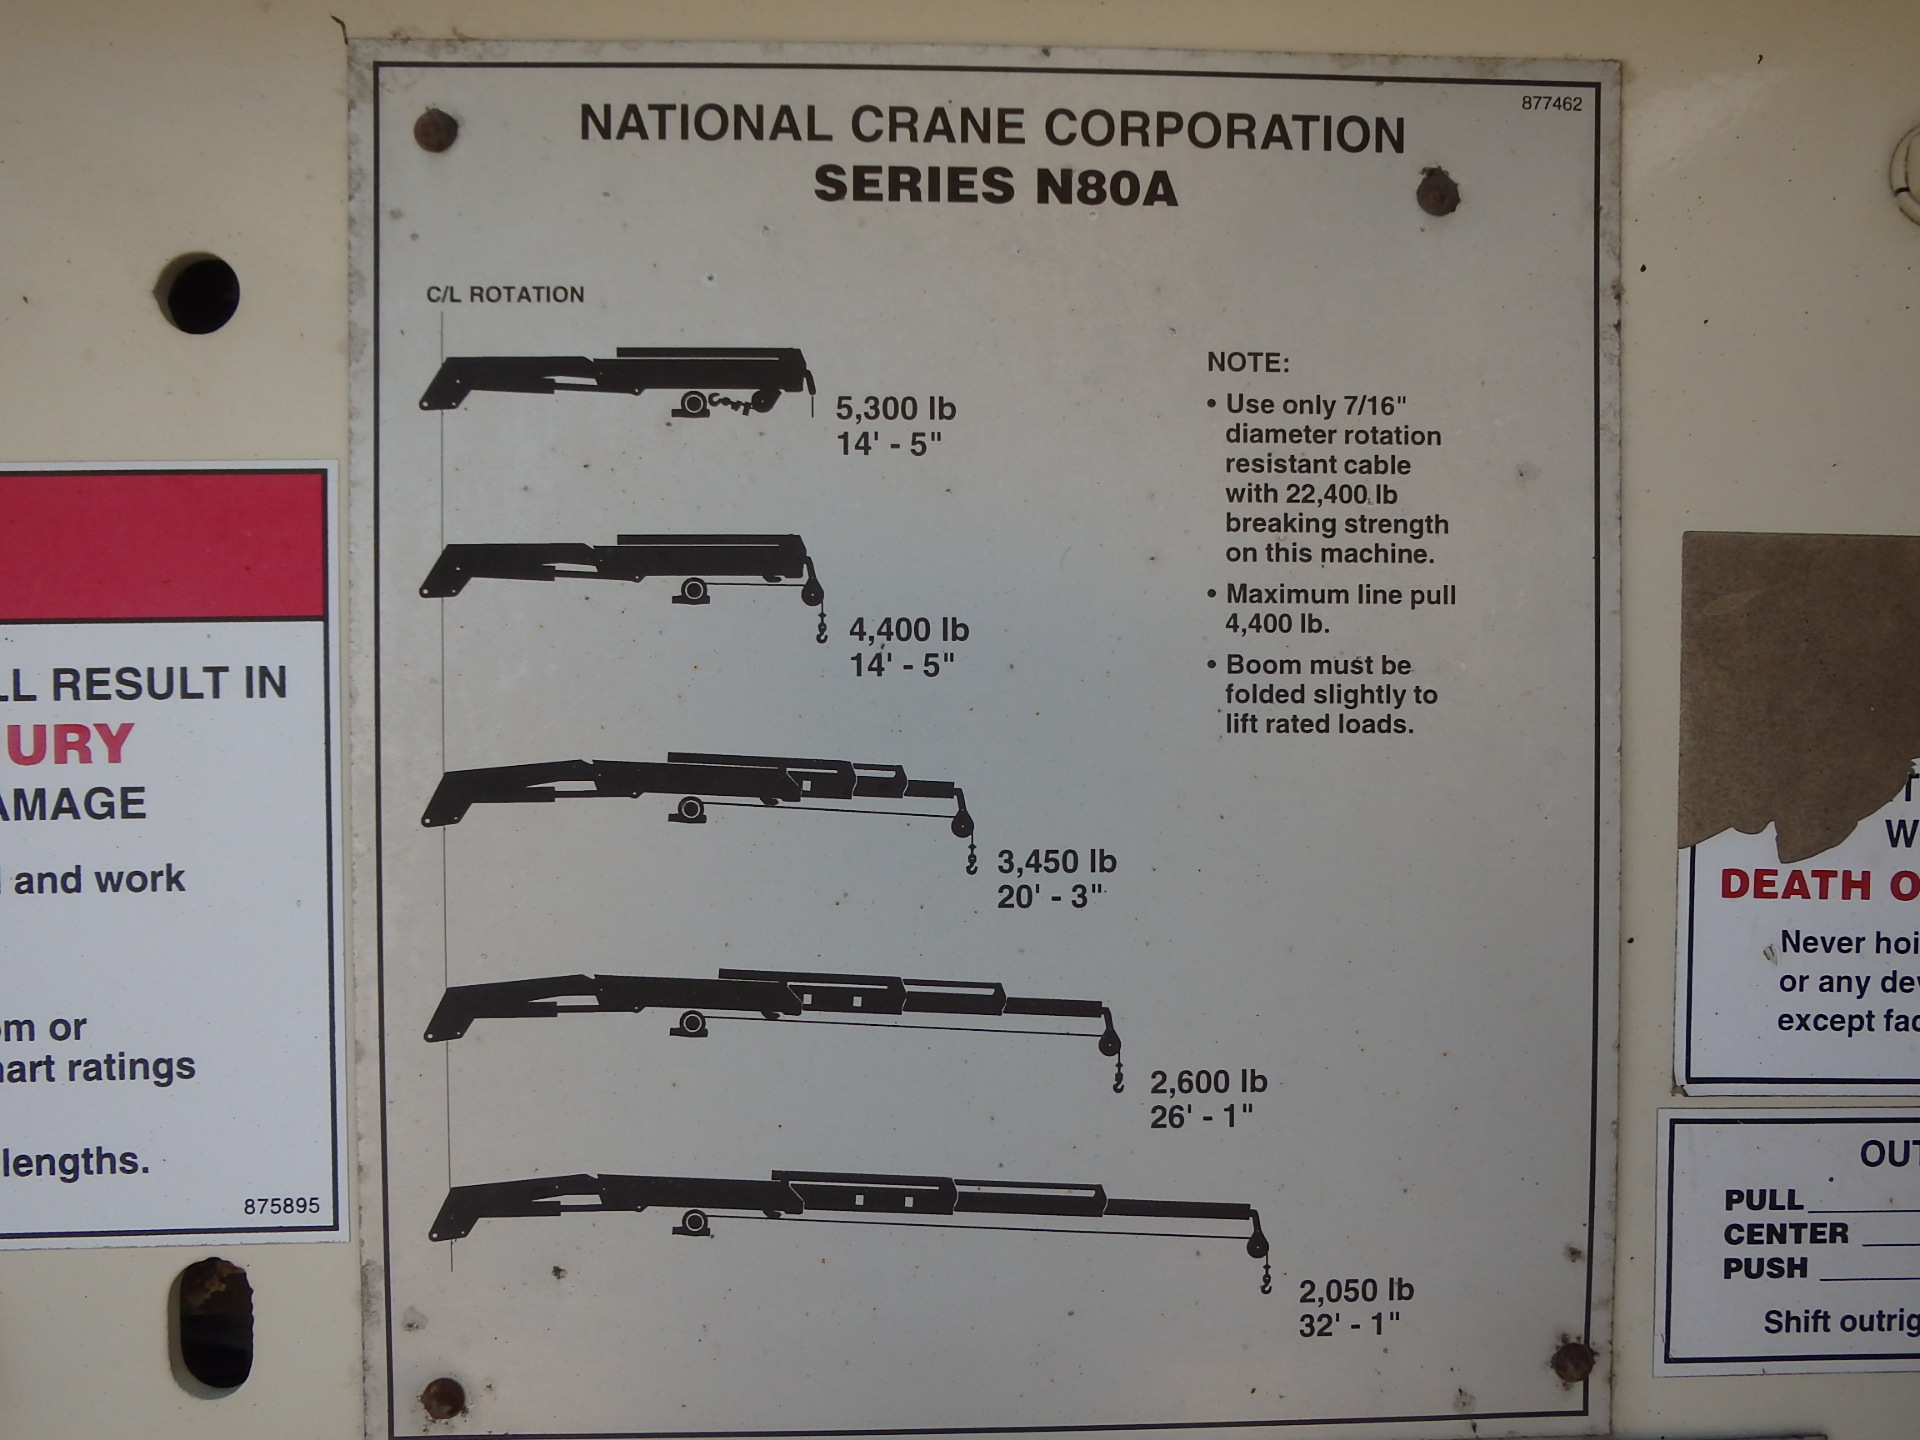 877462
NATIONAL CRANE CORPORATION
SERIES N80A
C/L ROTATION
5,300 lb
14' - 5"
4,400 lb
14' - 5"
3,450 lb
20' - 3"
2,600 lb
26' - 1"
2,050 lb
32' - 1"
NOTE:
• Use only 7/16"
diameter rotation
resistant cable
with 22,400 lb
breaking strength
on this machine.
• Maximum line pull
4,400 lb.
• Boom must be
folded slightly to
lift rated loads.
LL RESULT IN
URY
AMAGE
and work
om or
hart ratings
lengths.
875895
W
DEATH O
Never hoi
or any dev
except fac
OUT
PULL
CENTER
PUSH
Shift outrig